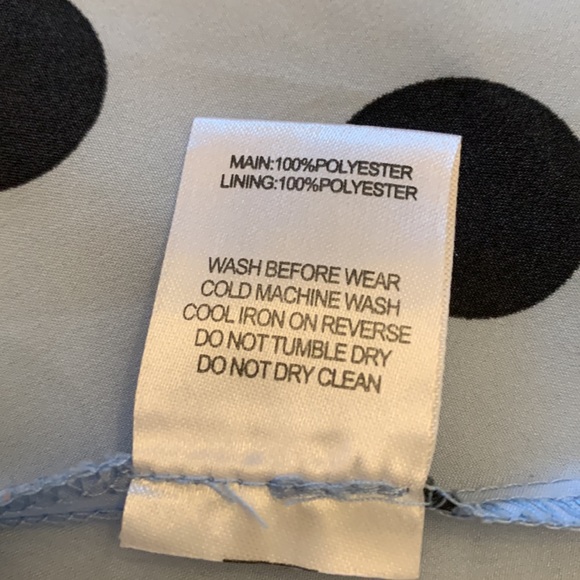 MAIN:100%POLYESTER
LINING:100%POLYESTER
WASH BEFORE WEAR
COLD MACHINE WASH
COOL IRON ON REVERSE
DO NOT TUMBLE DRY
DO NOT DRY CLEAN